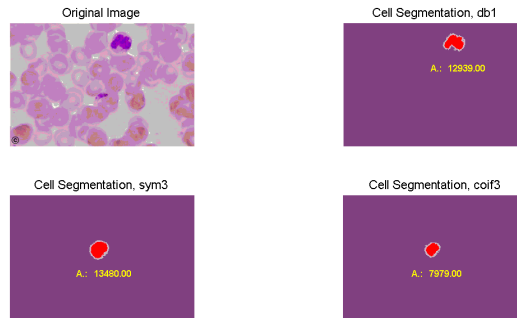 Original Image
Cell Segmentation, db1
©
A.: 12939.00
Cell Segmentation, sym3
Cell Segmentation, coif3
A.: 13480.00
A.: 7979.00